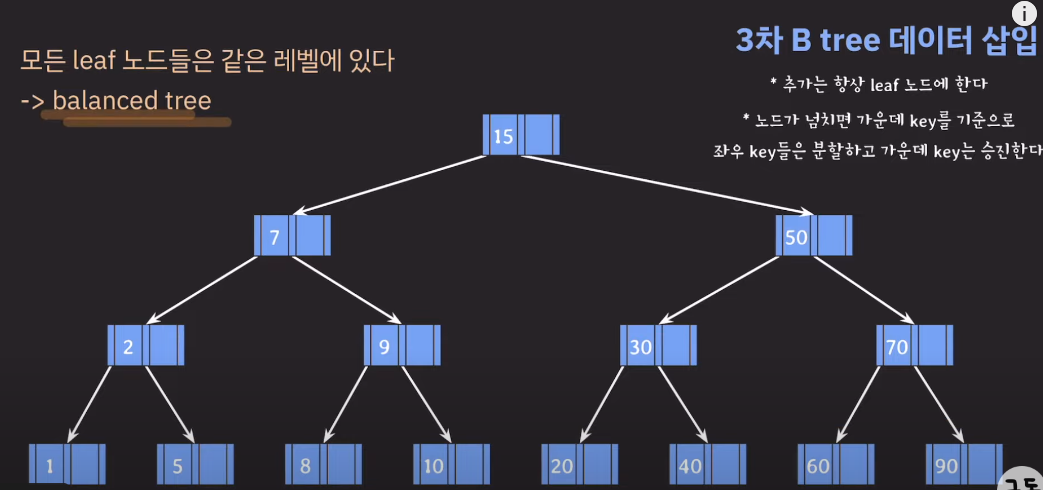 3차 B tree 데이터 삽입
모든 leaf 노드들은 같은 레벨에 있다
-> balanced tree
* 추가는 항상 leaf 노드에 한다
* 노드가 넘치면 가운데 key를 기준으로
좌우 key들은 분할하고 가운데 key는 승진한다
15
7 50
2 9 30 70
1 5 8 10 20 40 60 90
i